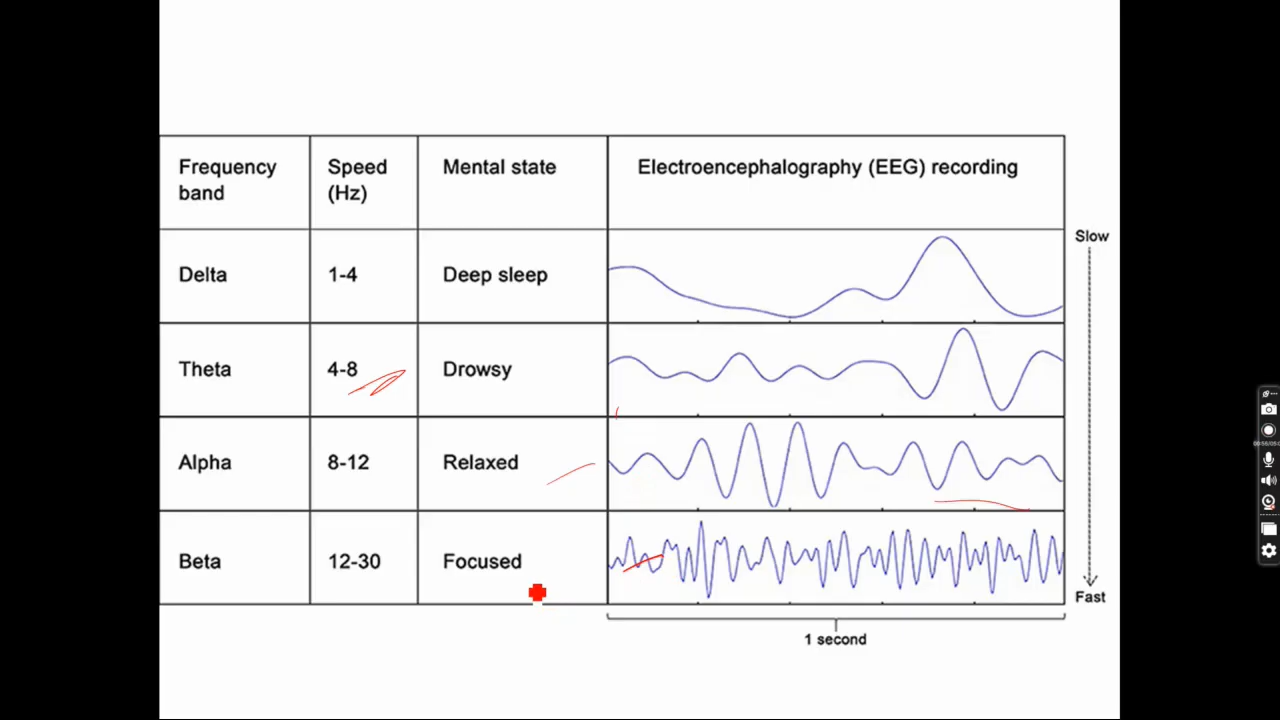 Frequency
band
Speed
(Hz)
Mental state
Electroencephalography (EEG) recording
Slow
Delta
1-4
Deep sleep
Theta
4-8
Drowsy
Alpha
8-12
Relaxed
Beta
12-30
Focused
Fast
1 second